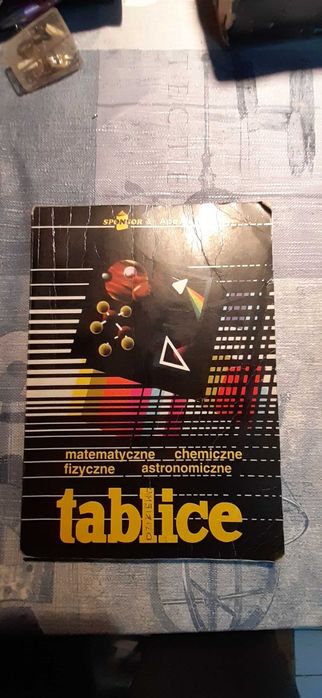 SPONSOR &
matematyczne chemiczne
fizyczne astronomiczne
tablice